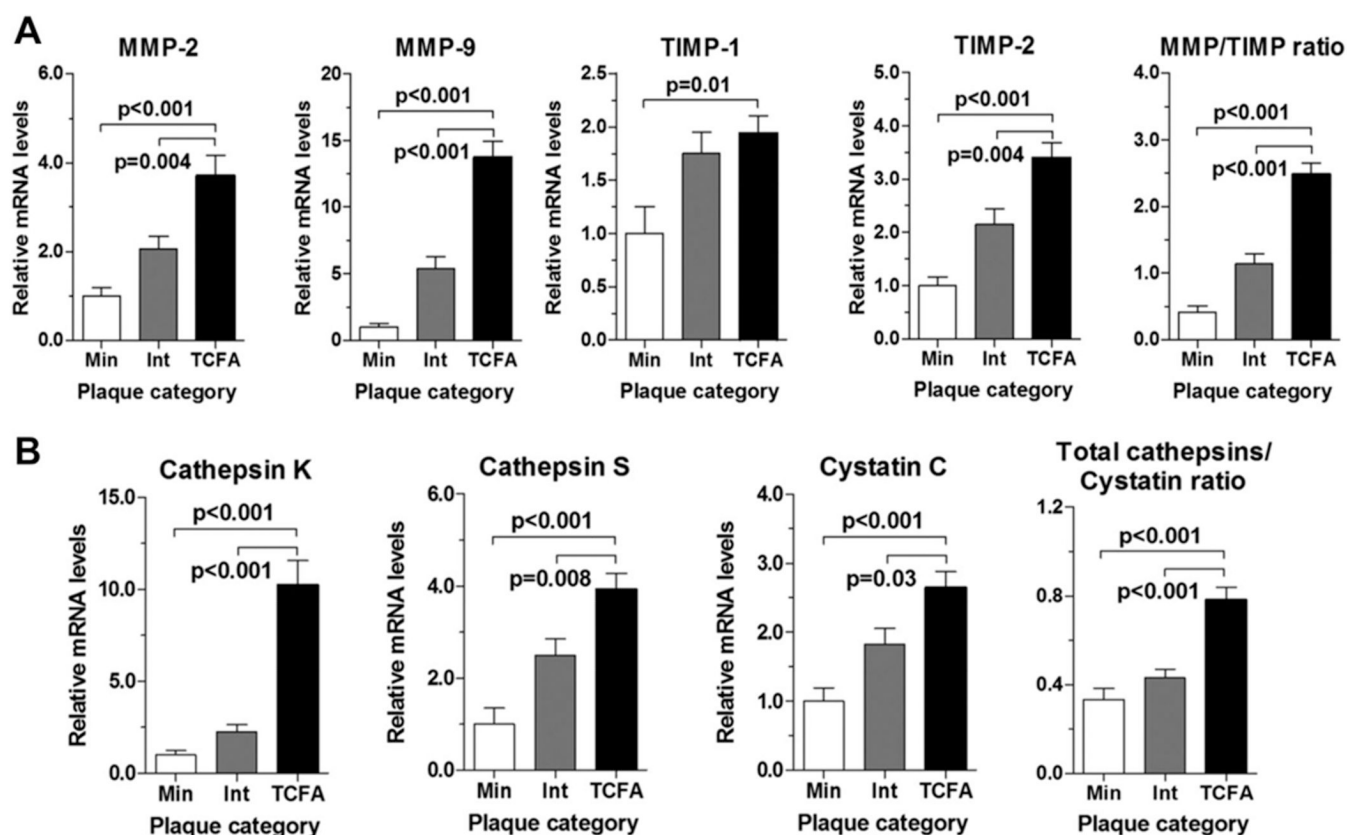 A
MMP-2
Relative mRNA levels
6.0
4.0
2.0
0.0
p<0.001
p=0.004
Min Int TCFA
Plaque category
MMP-9
Relative mRNA levels
20
15
10
5
0
p<0.001
p<0.001
Min Int TCFA
Plaque category
TIMP-1
Relative mRNA levels
2.5
2.0
1.5
1.0
0.5
0.0
p=0.01
Min Int TCFA
Plaque category
TIMP-2
Relative mRNA levels
5.0
4.0
3.0
2.0
1.0
0.0
p<0.001
p=0.004
Min Int TCFA
Plaque category
MMP/TIMP ratio
4.0
3.0
2.0
1.0
0.0
p<0.001
p<0.001
Min Int TCFA
Plaque category
B
Cathepsin K
Relative mRNA levels
15.0
10.0
5.0
0.0
p<0.001
p<0.001
Min Int TCFA
Plaque category
Cathepsin S
Relative mRNA levels
6.0
4.0
2.0
0.0
p<0.001
p=0.008
Min Int TCFA
Plaque category
Cystatin C
Relative mRNA levels
4.0
3.0
2.0
1.0
0.0
p<0.001
p=0.03
Min Int TCFA
Plaque category
Total cathepsins/
Cystatin ratio
1.2
0.8
0.4
0.0
p<0.001
p<0.001
Min Int TCFA
Plaque category